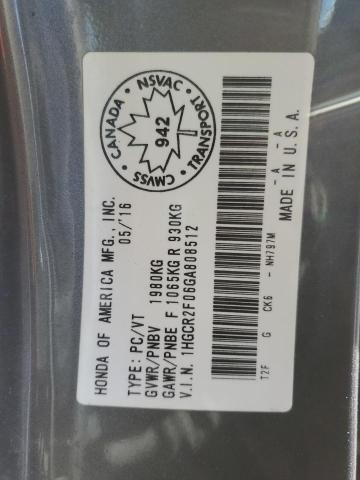 HONDA OF AMERICA MFG., INC.
05/'16
TYPE: PC/VT
GVWR/PNBV 1980KG
GAWR/PNBE F 1065KG R 930KG
V.I.N. 1HGCR2F06GA808512
NSVAC · TRANSPORT · CMVSS · CANADA ·
942
T2F G CK6 - NH797M - A - A
MADE IN U.S.A.